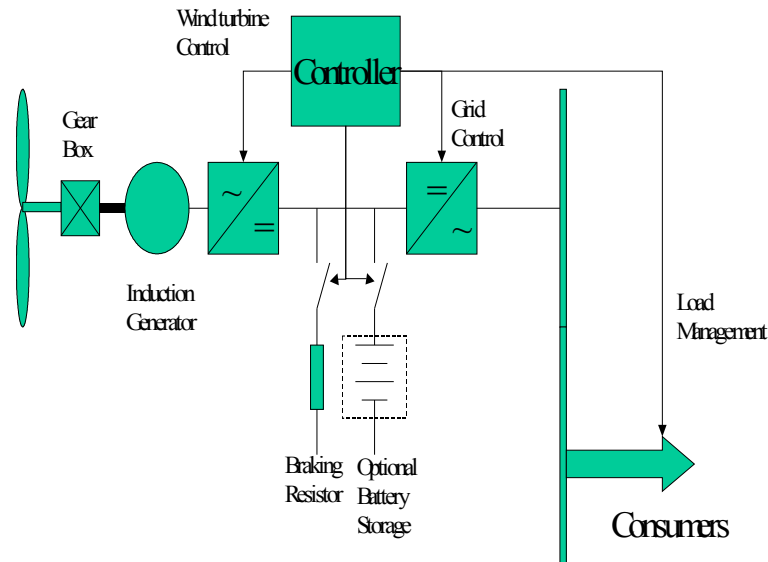 Wind turbine
Control
Controller
Gear
Box
Grid
Control
~
=
=
~
Induction
Generator
Load
Management
Braking
Resistor
Optional
Battery
Storage
Consumers